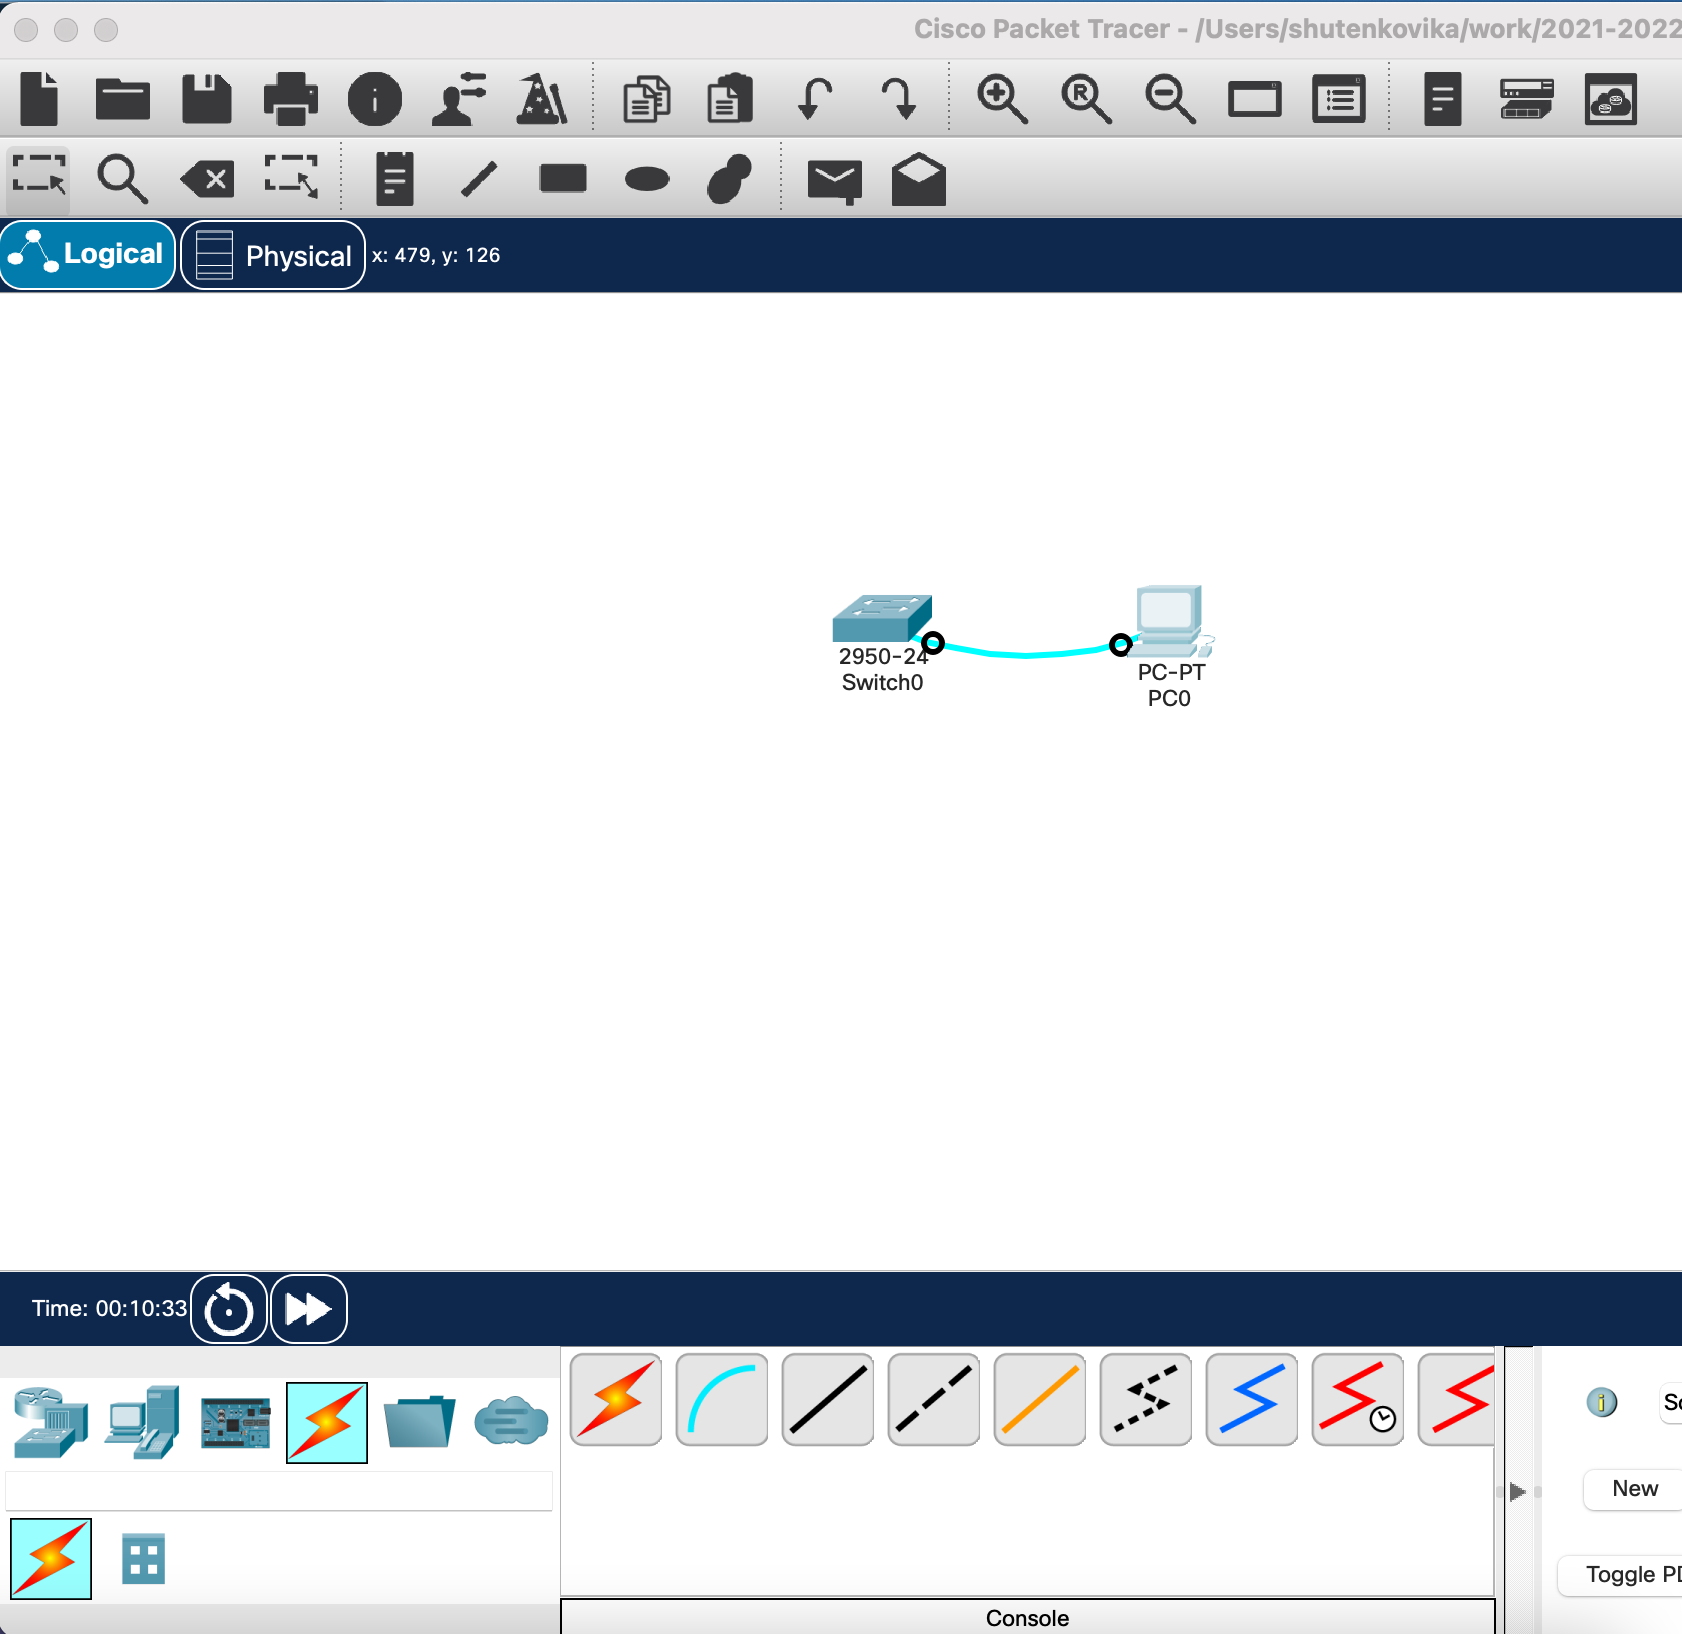 Cisco Packet Tracer - /Users/shutenkovika/work/2021-2022
Logical
Physical
x: 479, y: 126
2950-24
Switch0
PC-PT
PC0
Time: 00:10:33
New
Toggle
Console